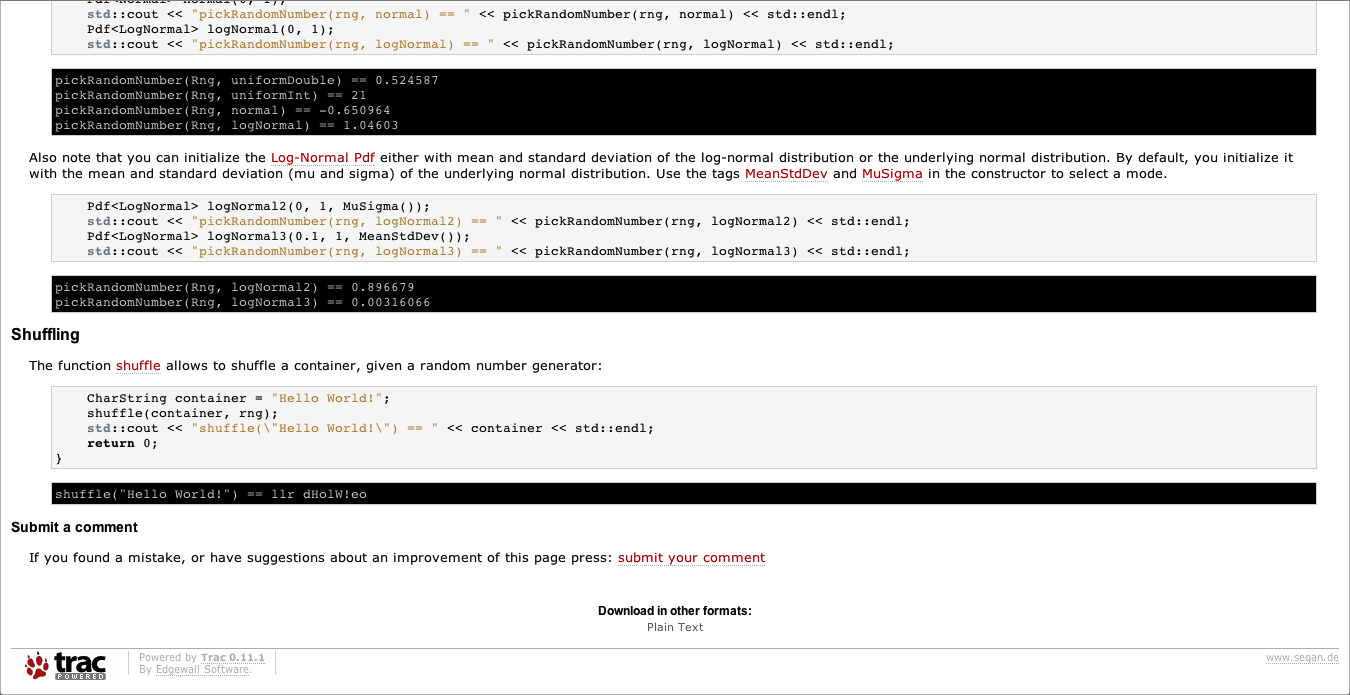 Pdf<Normal> normal(0, 1);
std::cout << "pickRandomNumber(rng, normal) == " << pickRandomNumber(rng, normal) << std::endl;
Pdf<LogNormal> logNormal(0, 1);
std::cout << "pickRandomNumber(rng, logNormal) == " << pickRandomNumber(rng, logNormal) << std::endl;
pickRandomNumber(Rng, uniformDouble) == 0.524587
pickRandomNumber(Rng, uniformInt) == 21
pickRandomNumber(Rng, normal) == -0.650964
pickRandomNumber(Rng, logNormal) == 1.04603
Also note that you can initialize the Log-Normal Pdf either with mean and standard deviation of the log-normal distribution or the underlying normal distribution. By default, you initialize it
with the mean and standard deviation (mu and sigma) of the underlying normal distribution. Use the tags MeanStdDev and MuSigma in the constructor to select a mode.
Pdf<LogNormal> logNormal2(0, 1, MuSigma());
std::cout << "pickRandomNumber(rng, logNormal2) == " << pickRandomNumber(rng, logNormal2) << std::endl;
Pdf<LogNormal> logNormal3(0.1, 1, MeanStdDev());
std::cout << "pickRandomNumber(rng, logNormal3) == " << pickRandomNumber(rng, logNormal3) << std::endl;
pickRandomNumber(Rng, logNormal2) == 0.896679
pickRandomNumber(Rng, logNormal3) == 0.00316066
Shuffling
The function shuffle allows to shuffle a container, given a random number generator:
CharString container = "Hello World!";
shuffle(container, rng);
std::cout << "shuffle(\"Hello World!\") == " << container << std::endl;
return 0;
}
shuffle("Hello World!") == llr dHolW!eo
Submit a comment
If you found a mistake, or have suggestions about an improvement of this page press: submit your comment
Download in other formats:
Plain Text
trac
POWERED
Powered by Trac 0.11.1
By Edgewall Software.
www.seqan.de